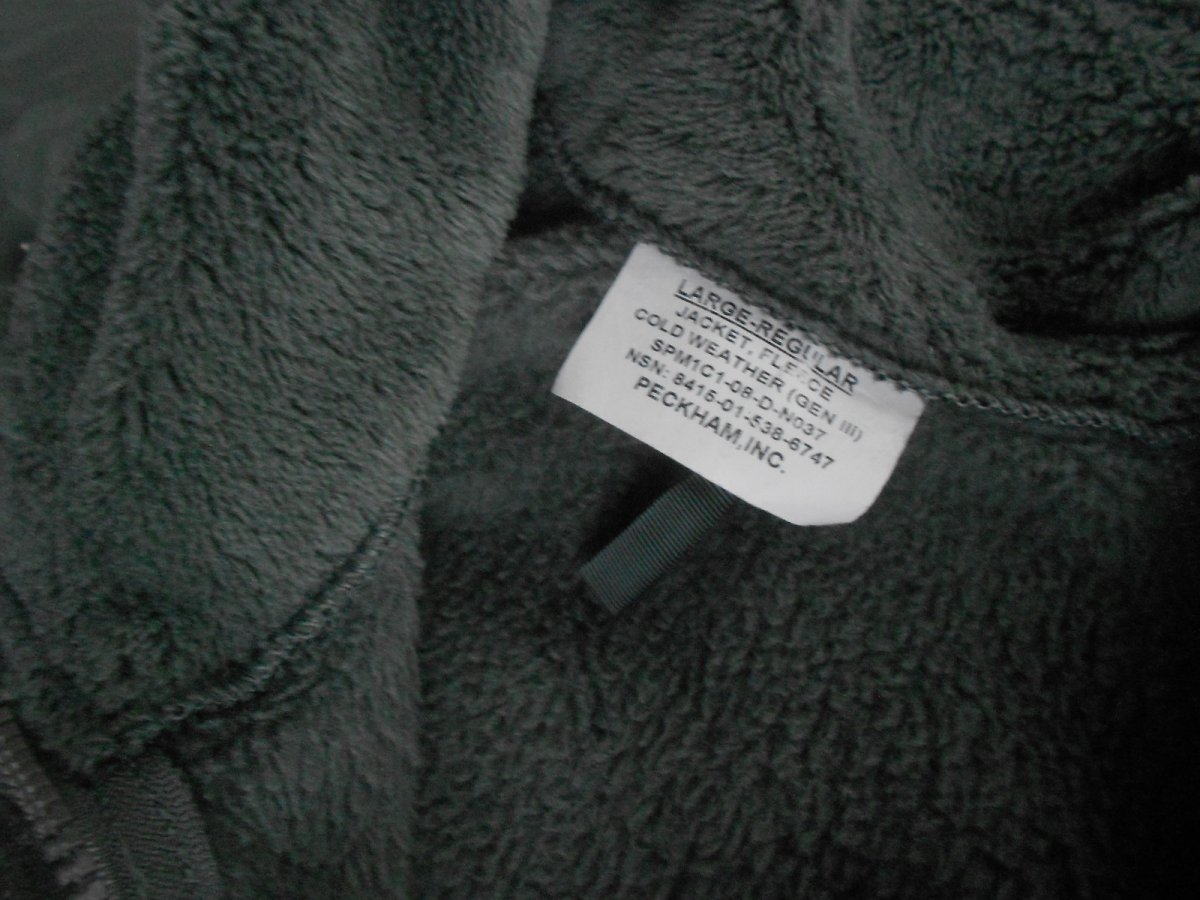 LARGE-REGULAR
JACKET, FLEECE
COLD WEATHER (GEN III)
SPM1C1-08-D-N037
NSN: 8415-01-538-6747
PECKHAM,INC.